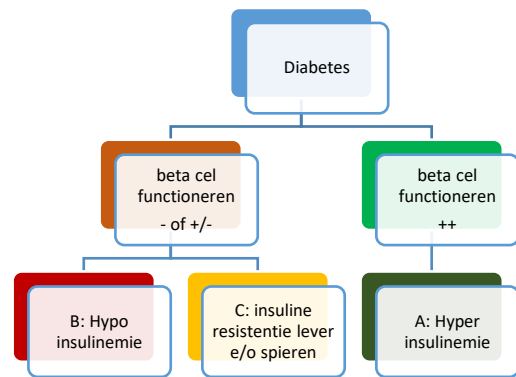 Diabetes
beta cel
functioneren
- of +/-
beta cel
functioneren
++
B: Hypo
insulinemie
C: insuline
resistentie lever
e/o spieren
A: Hyper
insulinemie